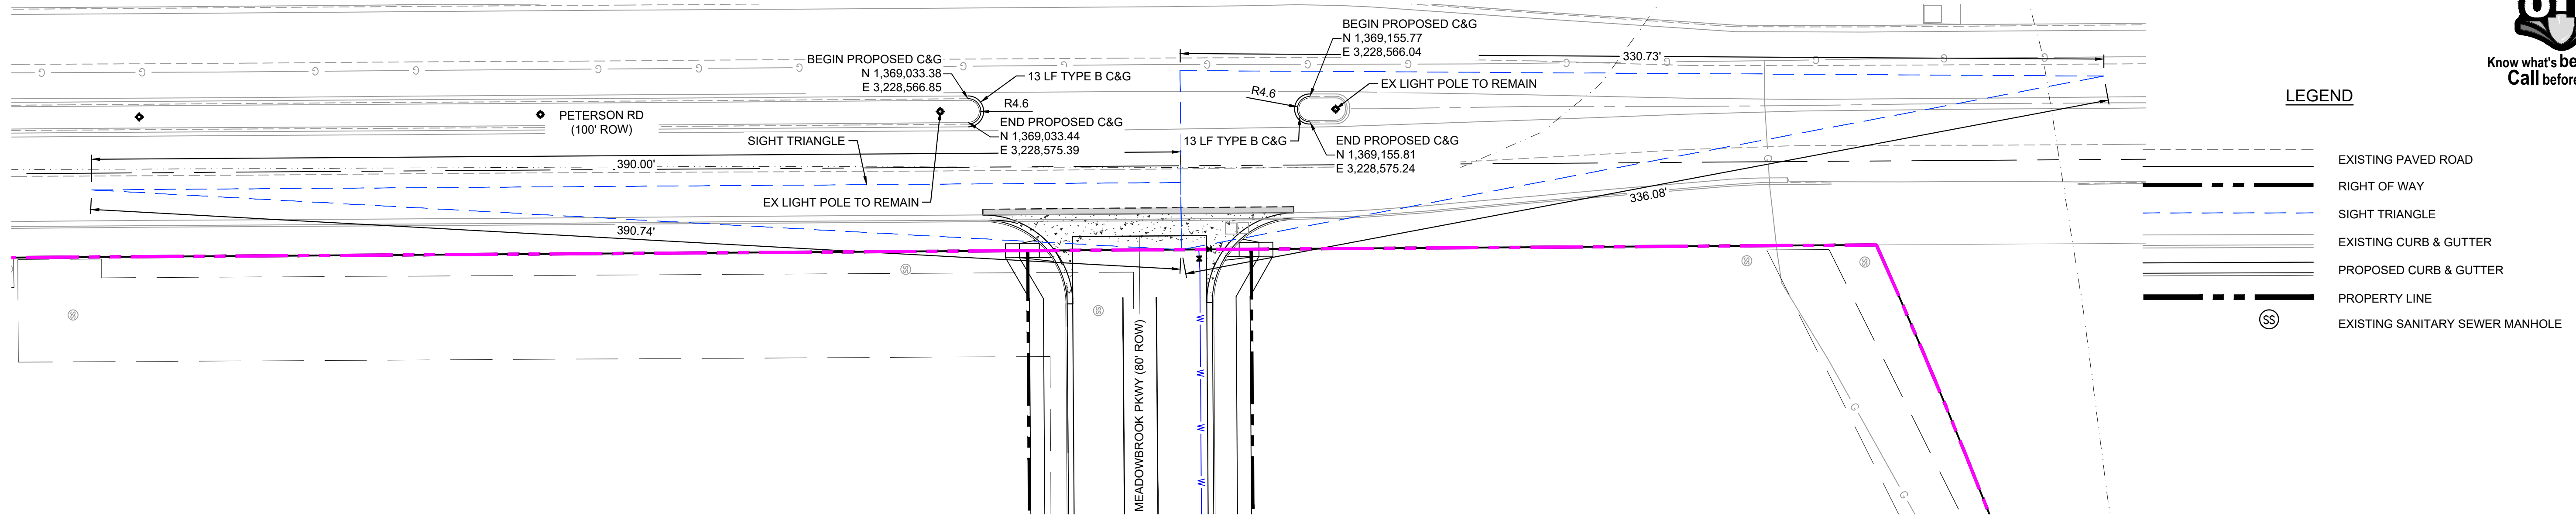 BEGIN PROPOSED C&G
N 1,369,155.77
E 3,228,566.04
330.73'
BEGIN PROPOSED C&G
N 1,369,033.38
E 3,228,566.85
13 LF TYPE B C&G
R4.6
END PROPOSED C&G
N 1,369,033.44
E 3,228,575.39
R4.6
EX LIGHT POLE TO REMAIN
13 LF TYPE B C&G
END PROPOSED C&G
N 1,369,155.81
E 3,228,575.24
PETERSON RD
(100' ROW)
SIGHT TRIANGLE
390.00'
EX LIGHT POLE TO REMAIN
390.74'
336.08'
MEADOWBROOK PKWY (80' ROW)
G G G G G G G G G G G G G G G G
G
G
G
W
W
W
W
Know what's
Call before
LEGEND
EXISTING PAVED ROAD
RIGHT OF WAY
SIGHT TRIANGLE
EXISTING CURB & GUTTER
PROPOSED CURB & GUTTER
PROPERTY LINE
SS
EXISTING SANITARY SEWER MANHOLE